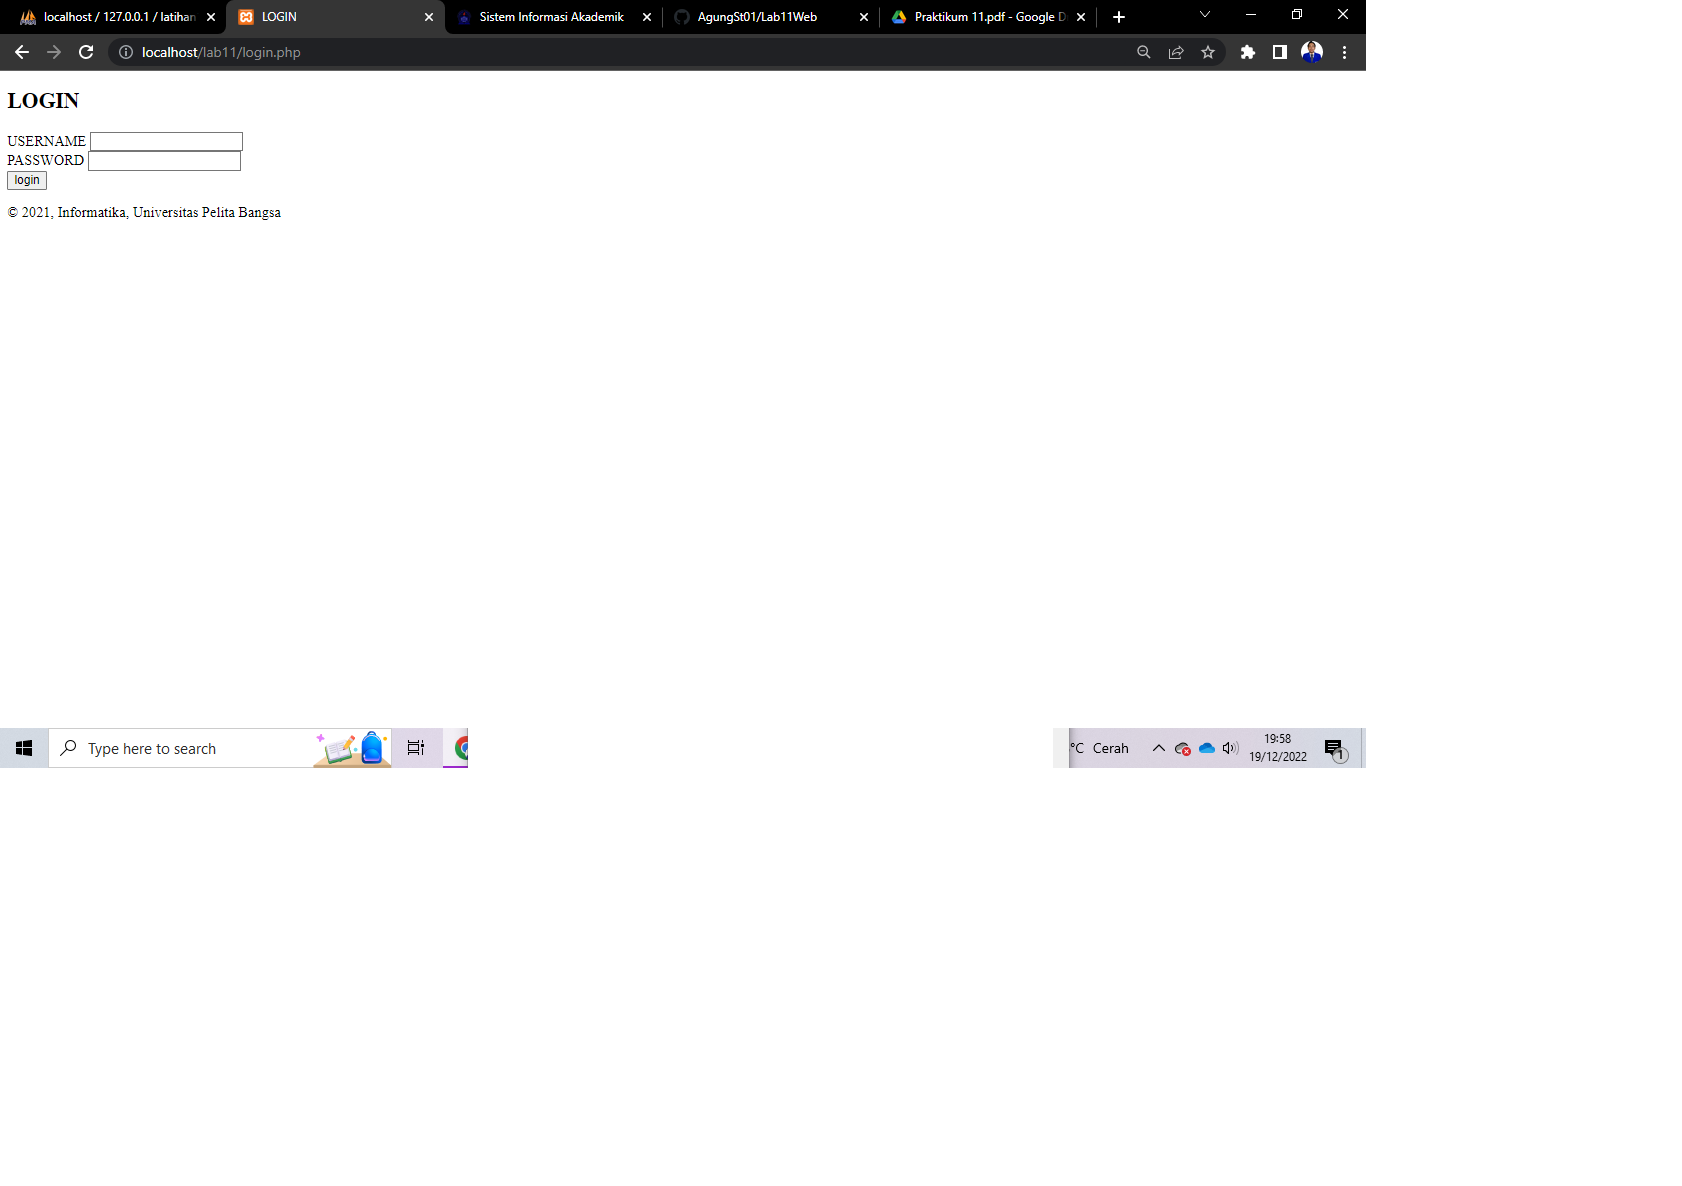 localhost / 127.0.0.1 / latihan
LOGIN
Sistem Informasi Akademik
AgungSt01/Lab11Web
Praktikum 11.pdf - Google D
localhost/lab11/login.php
LOGIN
USERNAME
PASSWORD
login
© 2021, Informatika, Universitas Pelita Bangsa
Type here to search
°C Cerah
19:58
19/12/2022
1